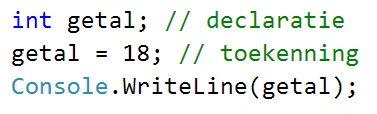 int getal; // declaratie
getal = 18; // toekenning
Console.WriteLine(getal);